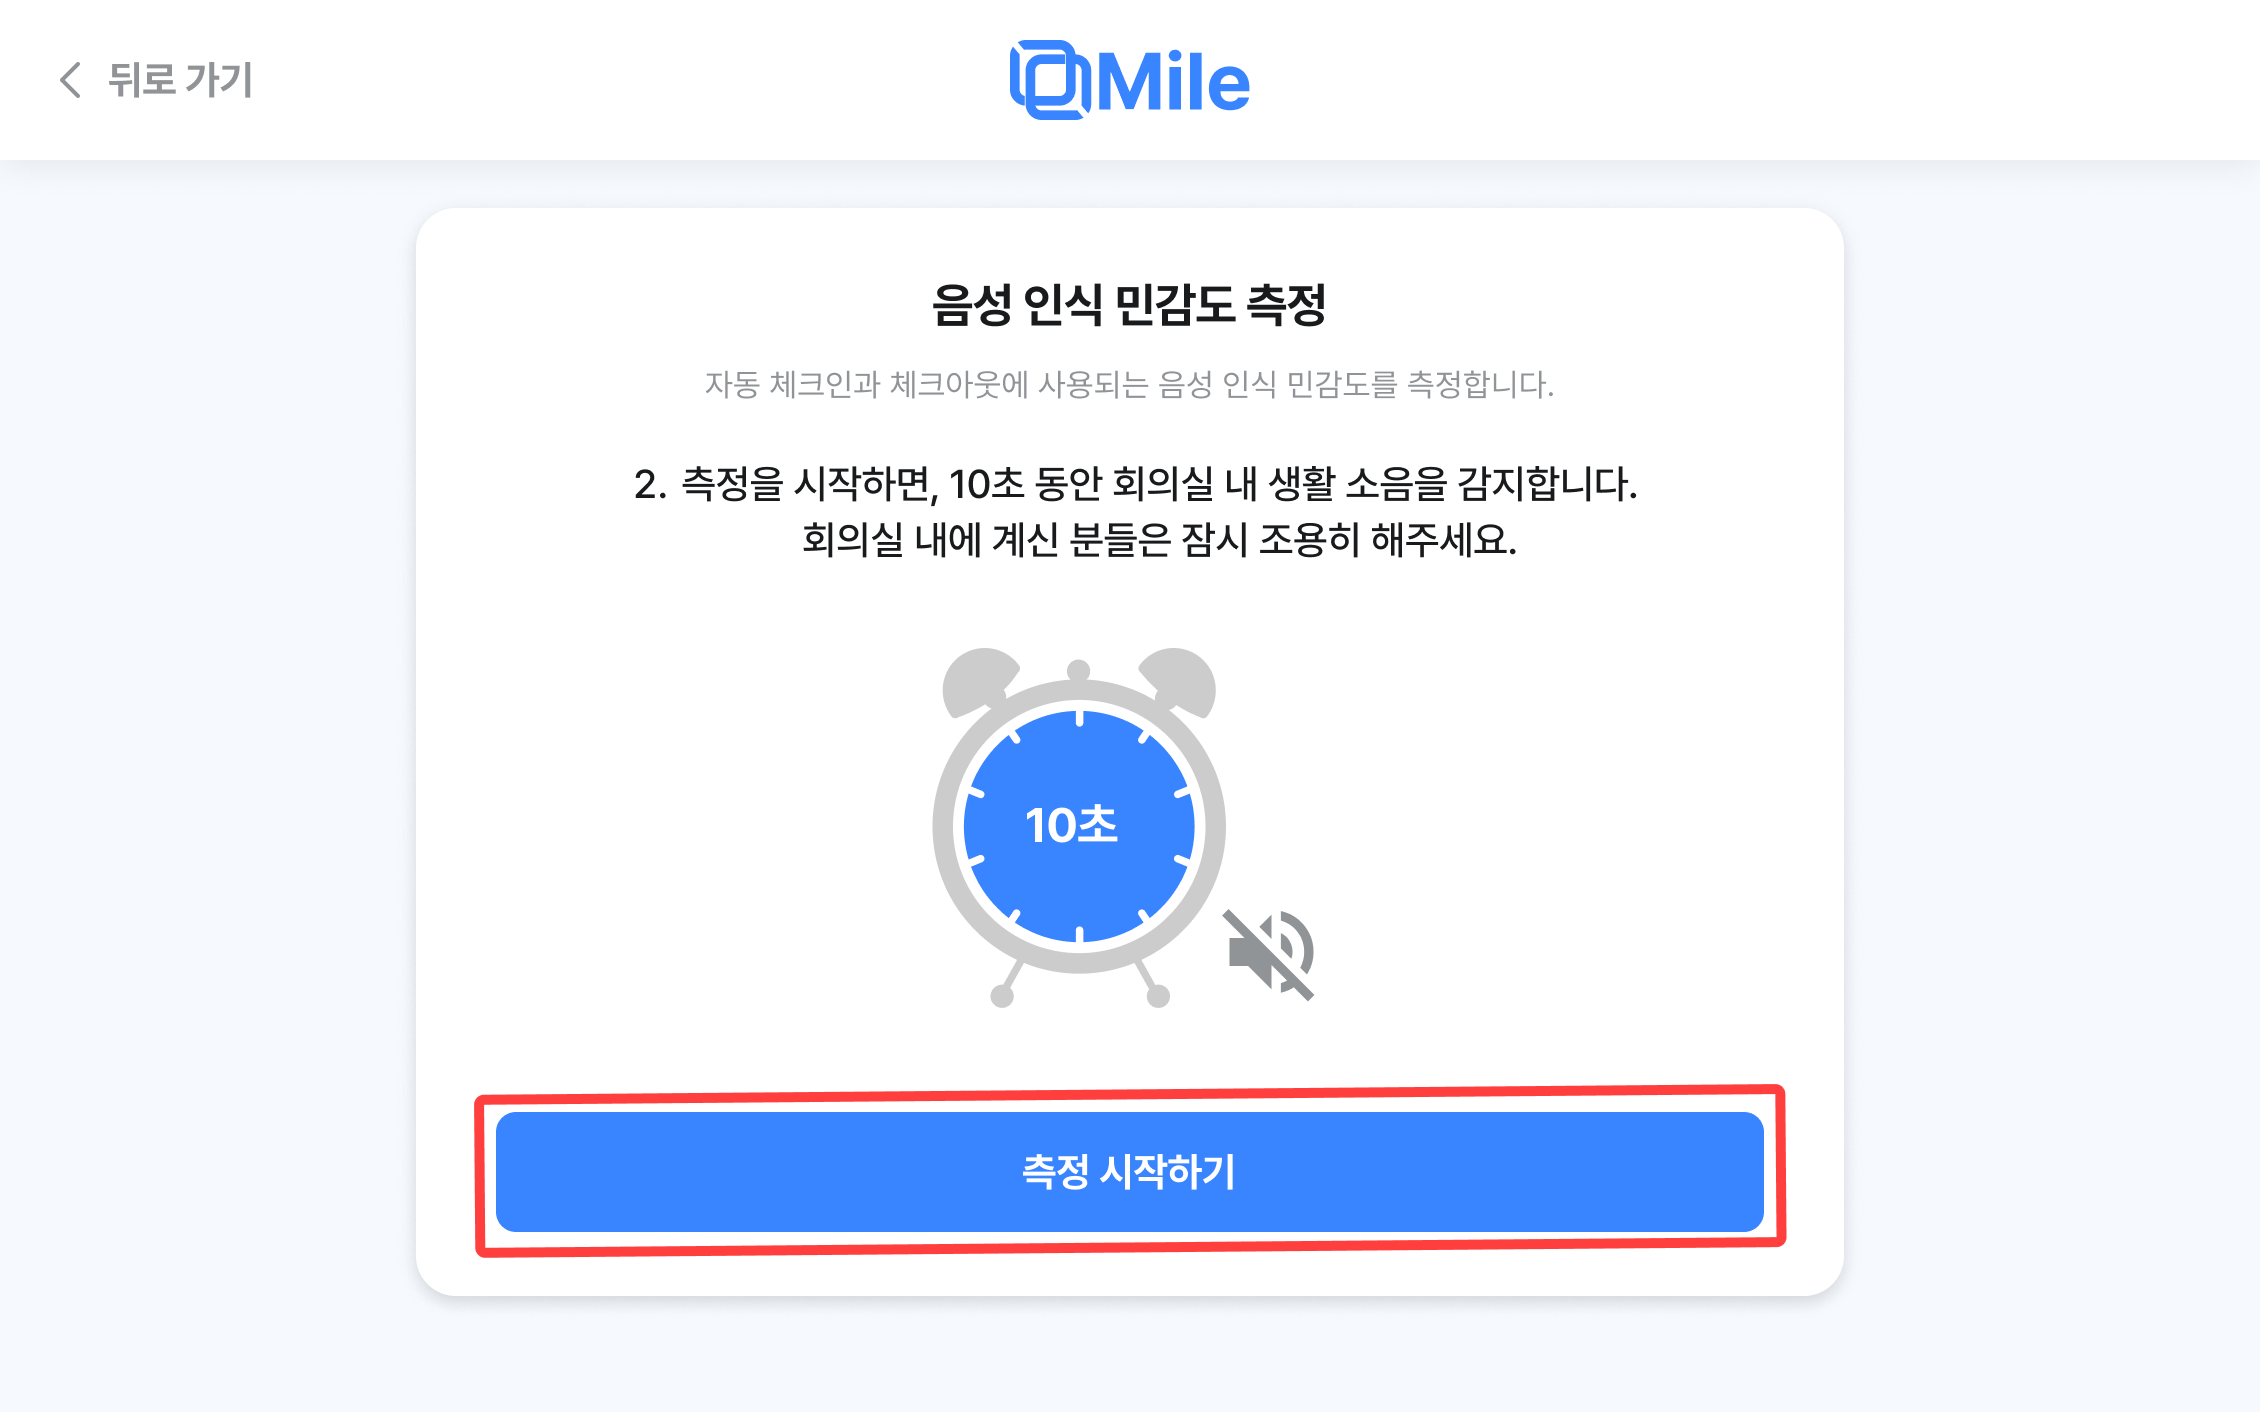 뒤로 가기
Mile
음성 인식 민감도 측정
자동 체크인과 체크아웃에 사용되는 음성 인식 민감도를 측정합니다.
2. 측정을 시작하면, 10초 동안 회의실 내 생활 소음을 감지합니다.
회의실 내에 계신 분들은 잠시 조용히 해주세요.
10초
측정 시작하기